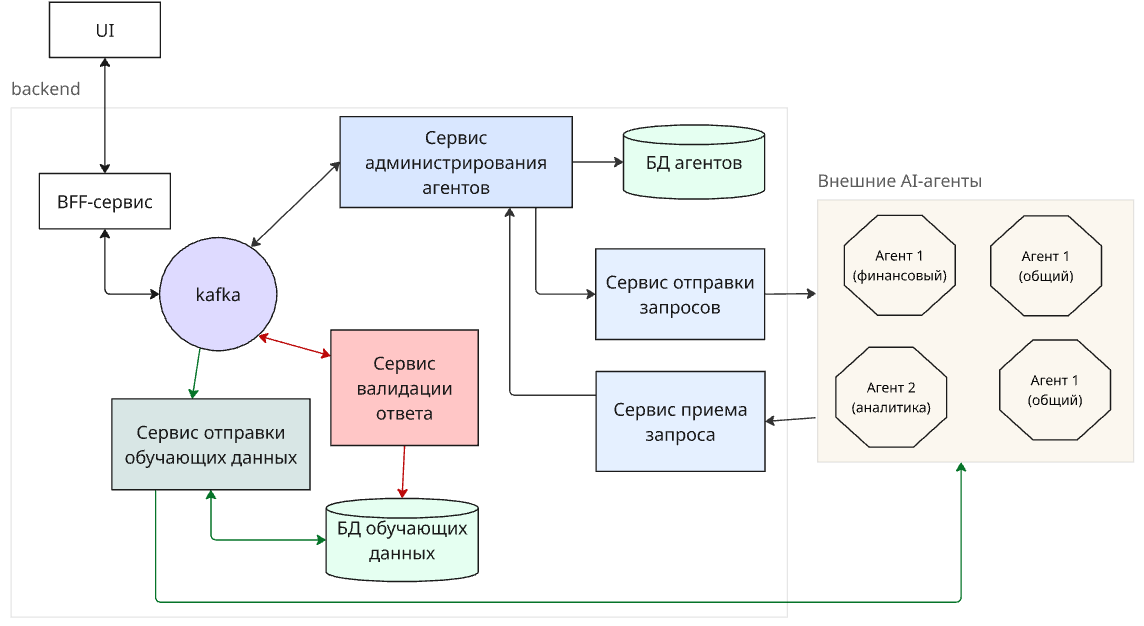 UI
backend
BFF-сервис
kafka
Сервис
администрирования
агентов
БД агентов
Сервис отправки
запросов
Сервис приема
запроса
Сервис
валидации
ответа
Сервис отправки
обучающих данных
БД обучающих
данных
Внешние AI-агенты
Агент 1
(финансовый)
Агент 1
(общий)
Агент 2
(аналитика)
Агент 1
(общий)